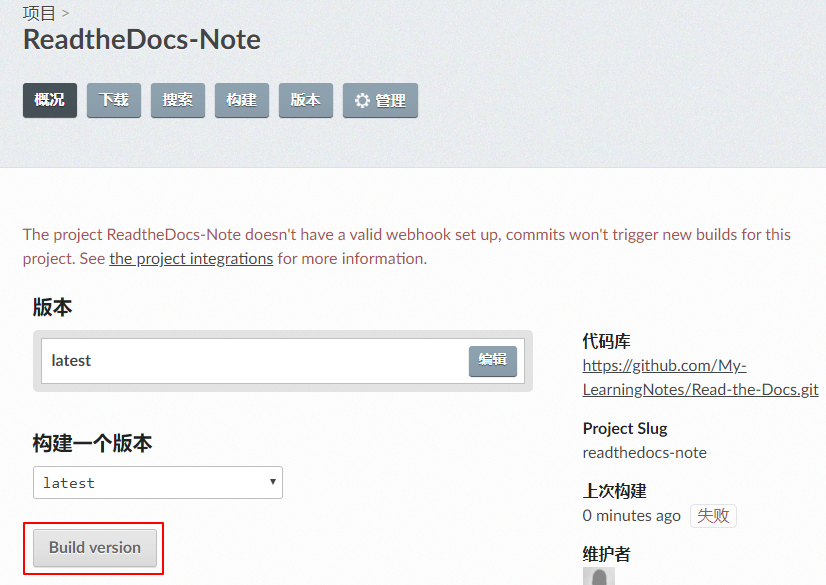 项目 >
ReadtheDocs-Note
概况 下载 搜索 构建 版本 管理
The project ReadtheDocs-Note doesn't have a valid webhook set up, commits won't trigger new builds for this
project. See the project integrations for more information.
版本
latest 编辑
构建一个版本
latest
Build version
代码库
https://github.com/My-
LearningNotes/Read-the-Docs.git
Project Slug
readthedocs-note
上次构建
0 minutes ago 失败
维护者